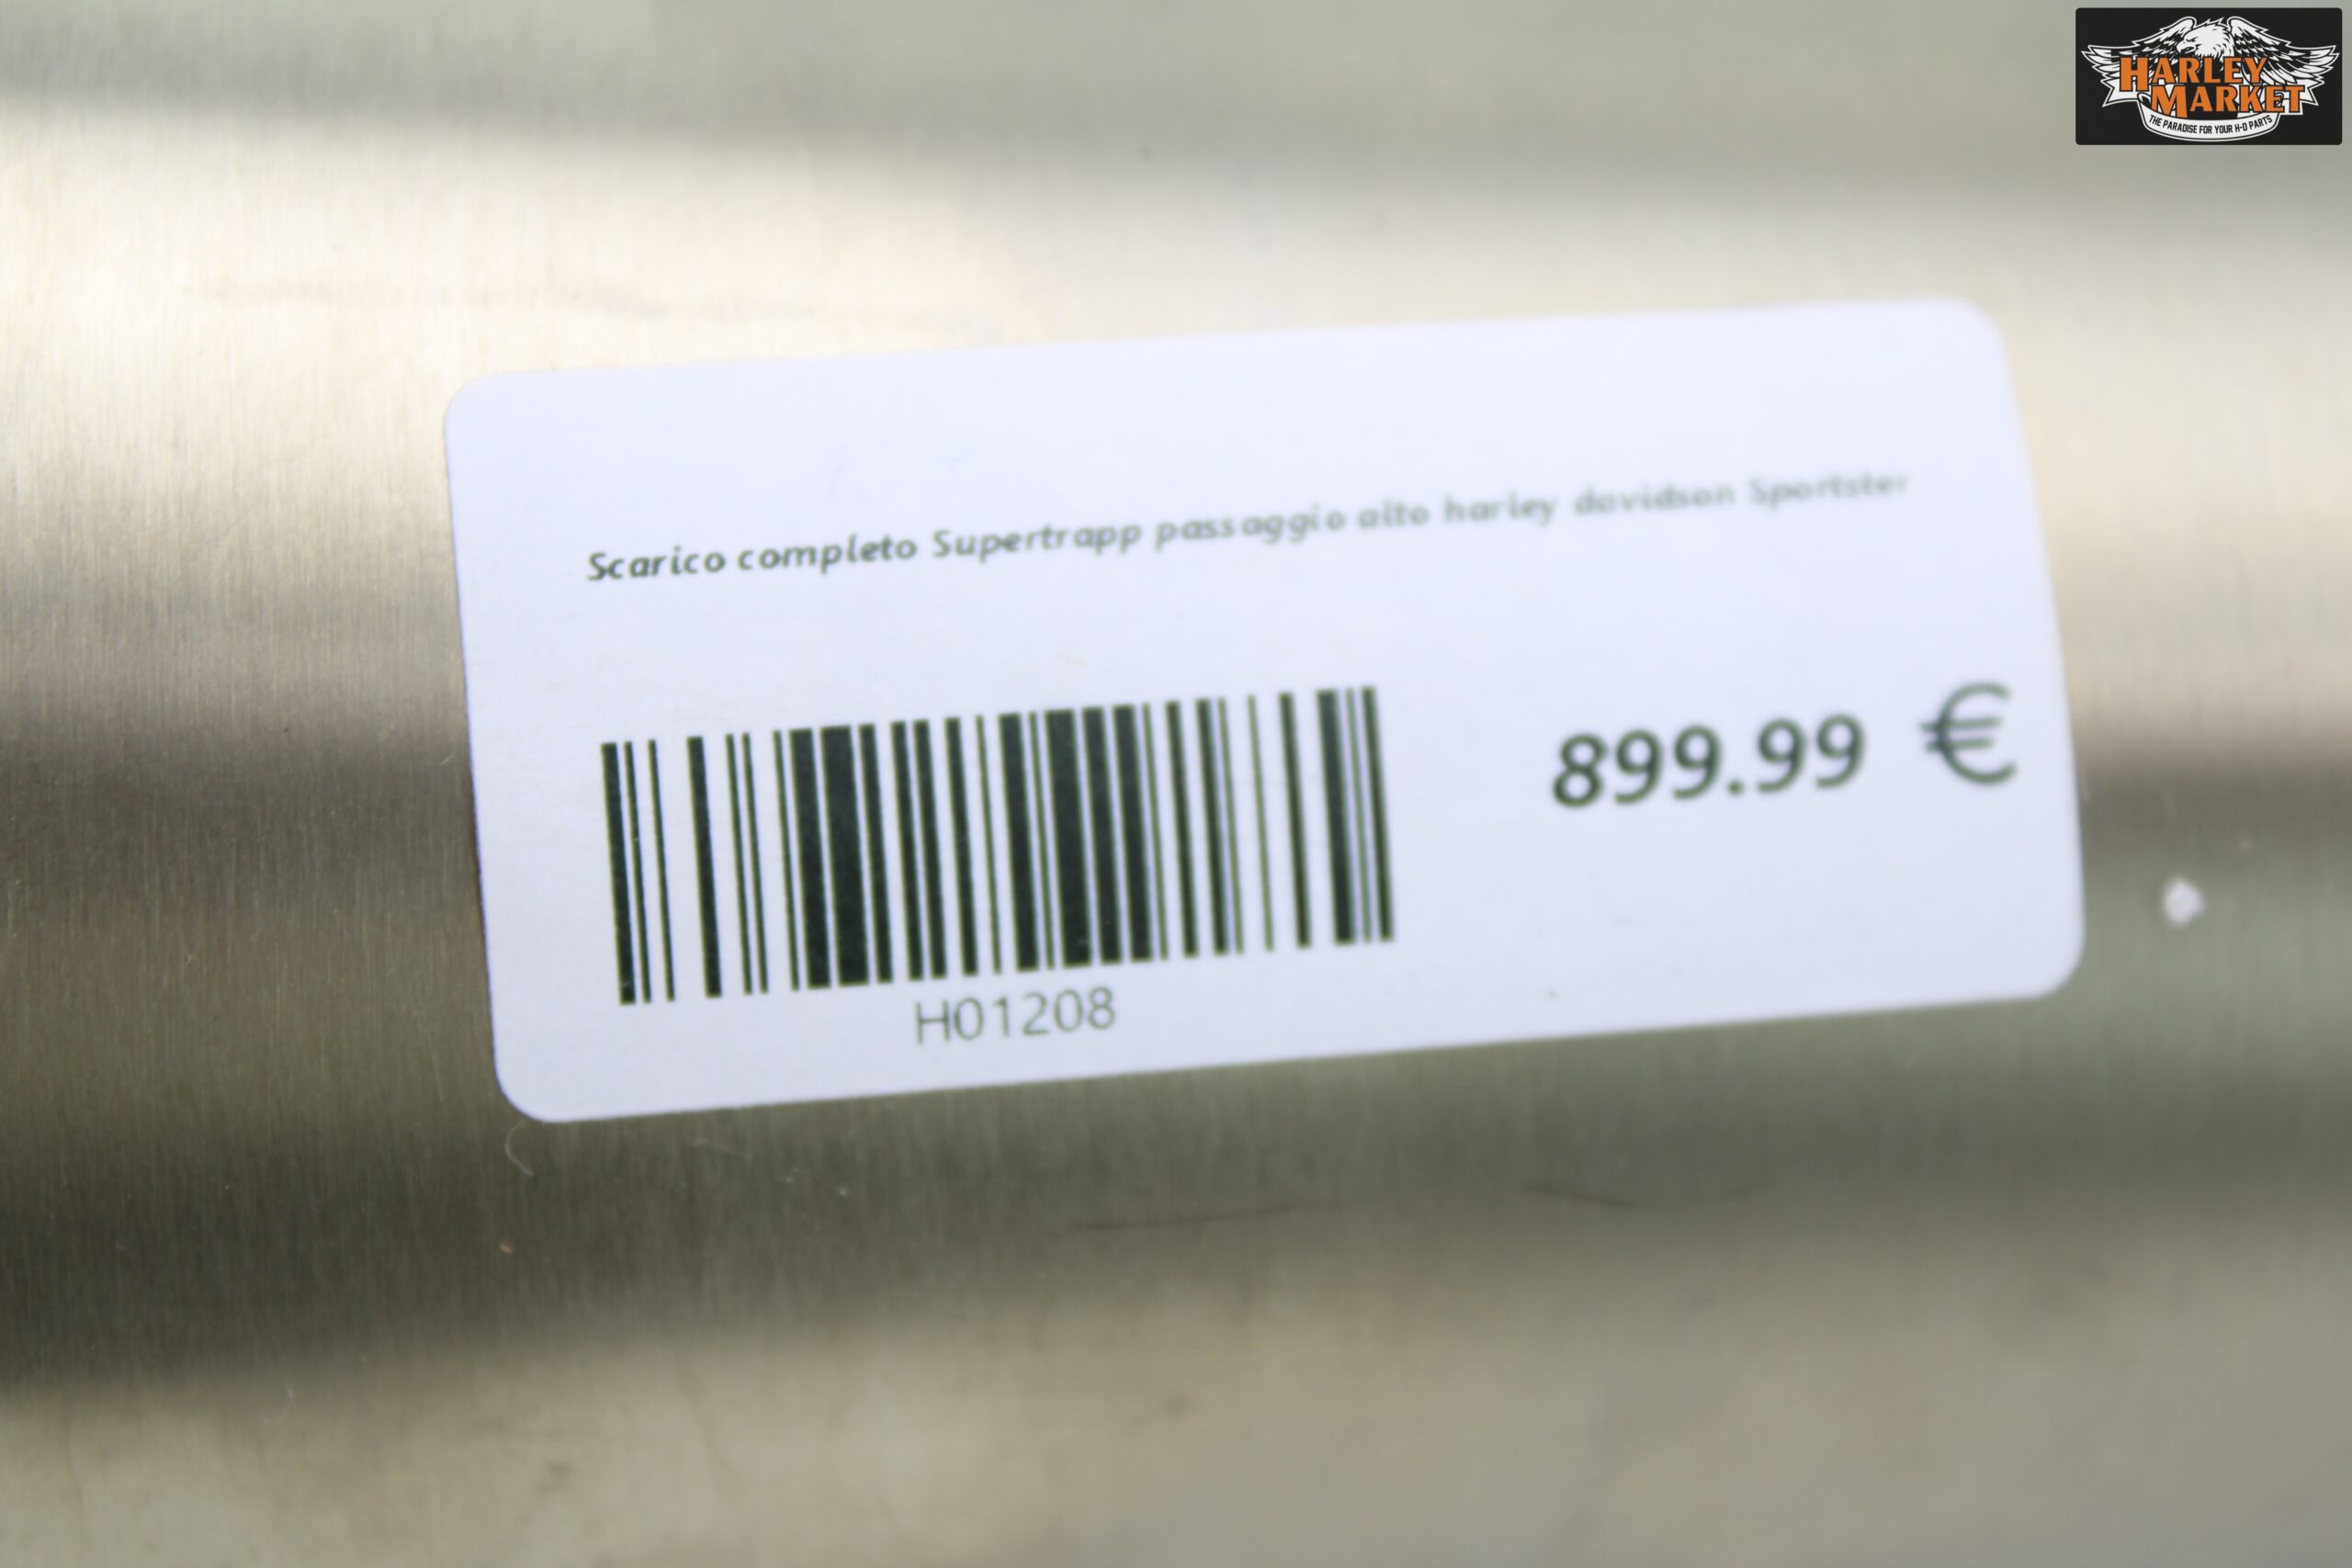 HARLEY
MARKET
THE PARADISE FOR YOUR H-D PARTS
Scarico completo Supertrapp passaggio alto harley davidson Sportster
899.99 €
H01208